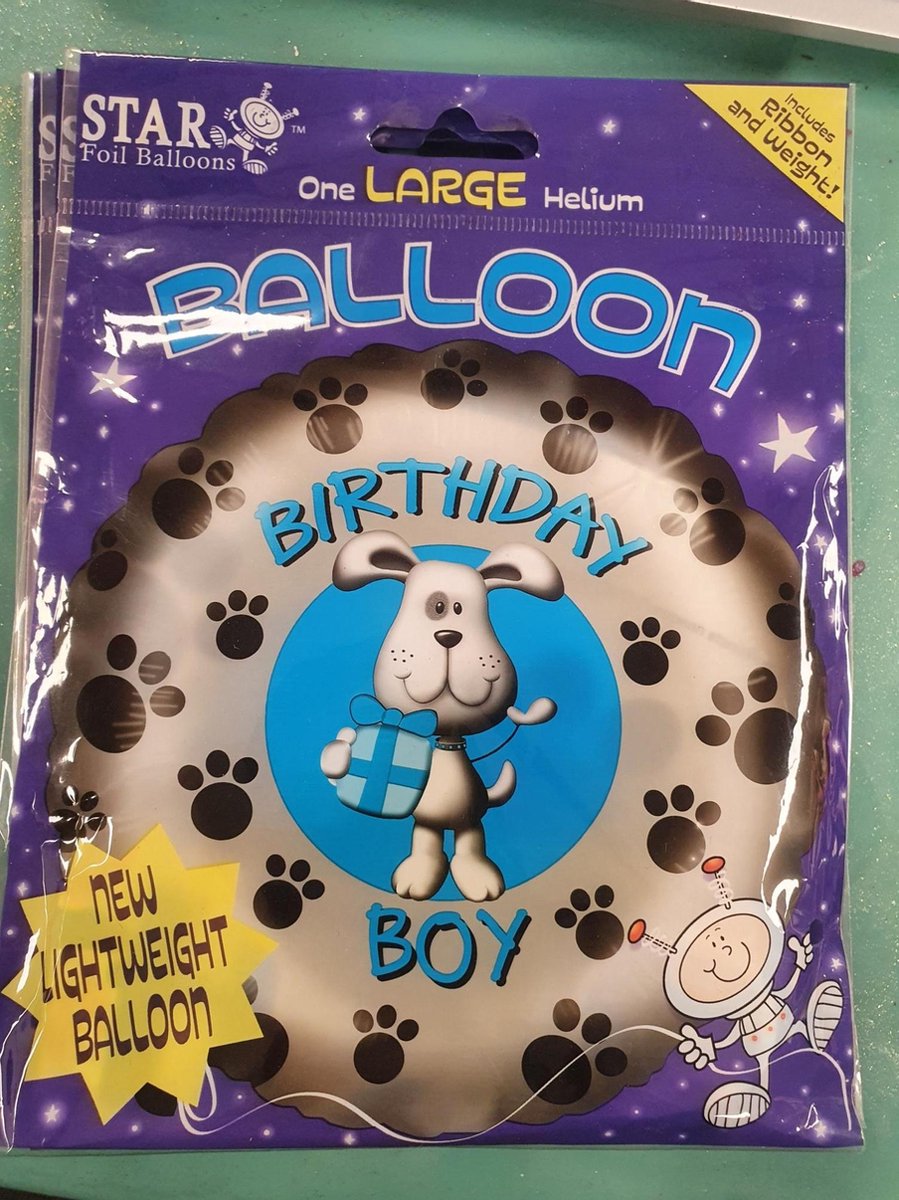 STAR
Foil Balloons
TM
Includes
Ribbon
and Weight!
One LARGE Helium
BALLOON
BIRTHDAY
BOY
NEW
LIGHTWEIGHT
BALLOON